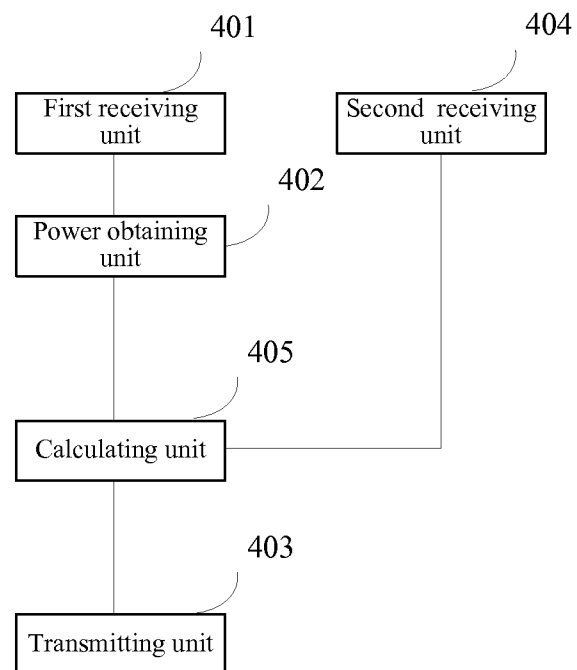 401
404
First receiving
unit
Second receiving
unit
402
Power obtaining
unit
405
Calculating unit
403
Transmitting unit